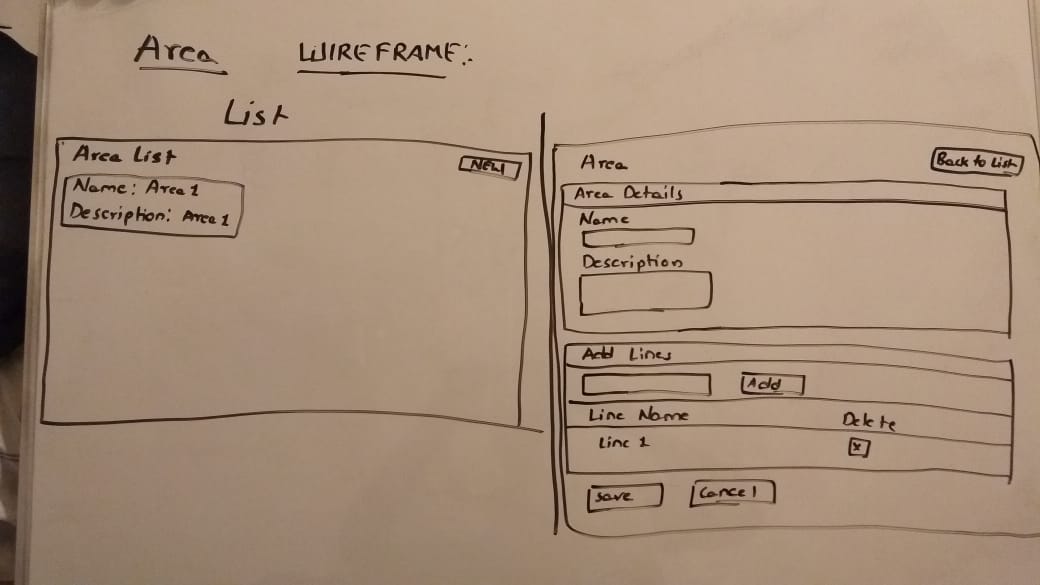 Area WIREFRAME:
List
Area List
NEW
Name: Area 1
Description: Area 1
Area
Back to List
Area Details
Name
Description
Add Lines
Add
Line Name Delete
Line 1 x
Save Cancel